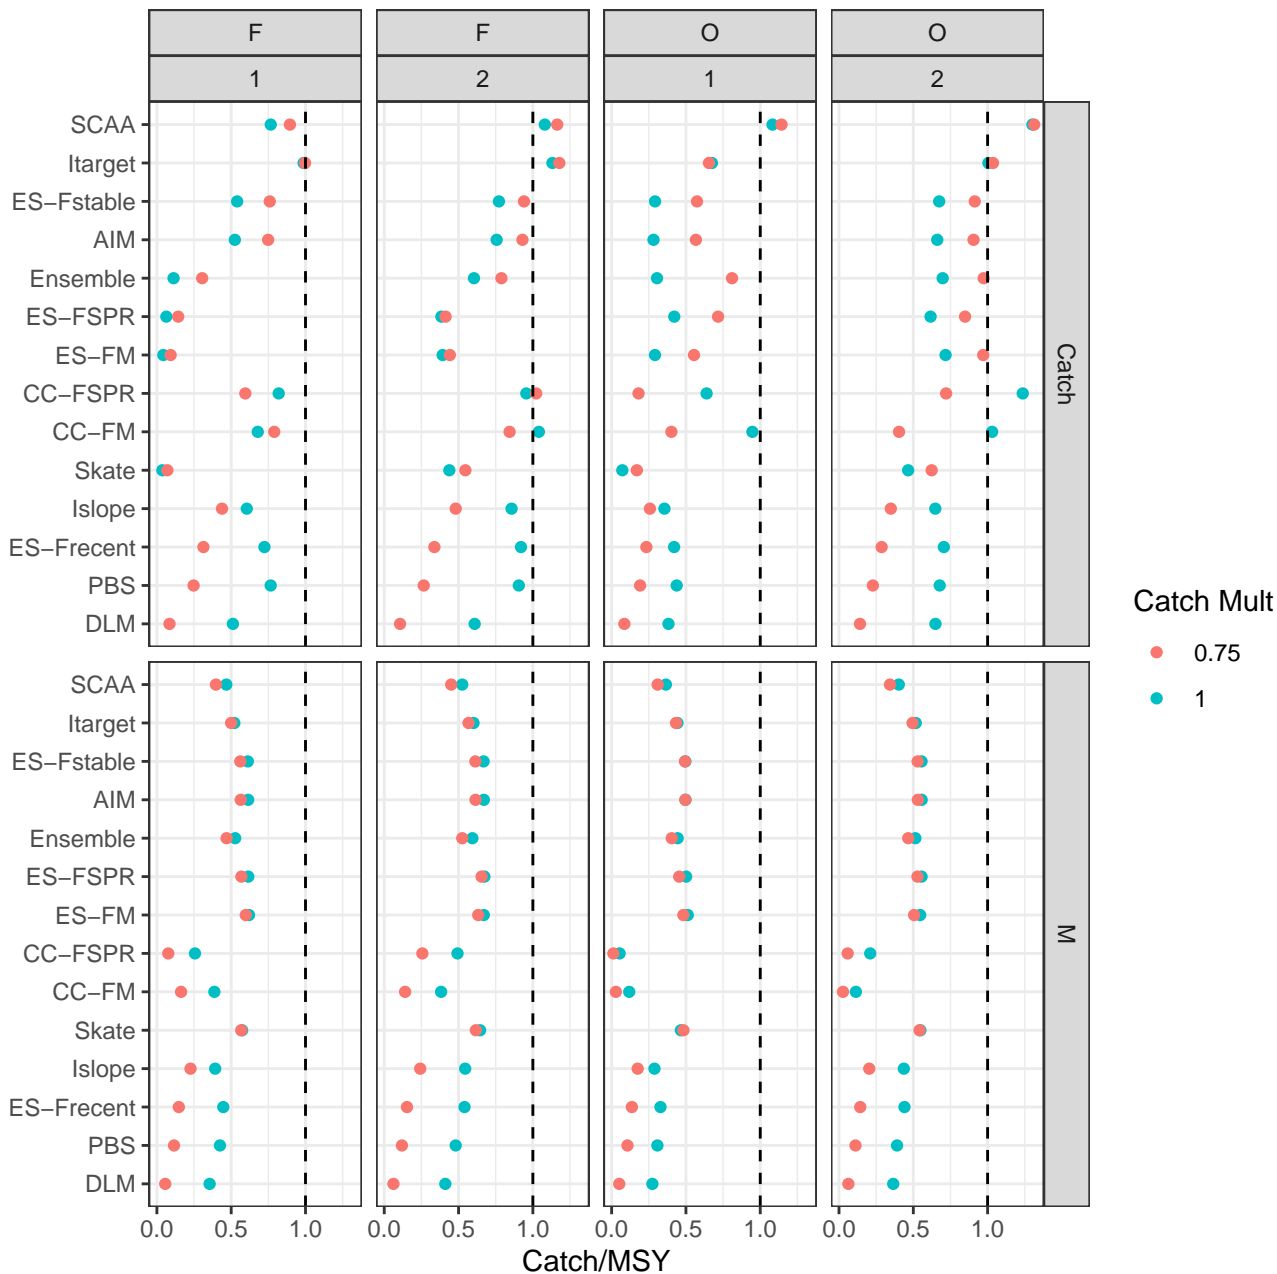 F F O O
1 2 1 2
SCAA
Itarget
ES−Fstable
AIM
Ensemble
ES−FSPR
ES−FM
CC−FSPR
CC−FM
Skate
Islope
ES−Frecent
PBS
DLM
Catch
SCAA
Itarget
ES−Fstable
AIM
Ensemble
ES−FSPR
ES−FM
CC−FSPR
CC−FM
Skate
Islope
ES−Frecent
PBS
DLM
M
0.0 0.5 1.0 0.0 0.5 1.0 0.0 0.5 1.0 0.0 0.5 1.0
Catch/MSY
Catch Mult
0.75
1